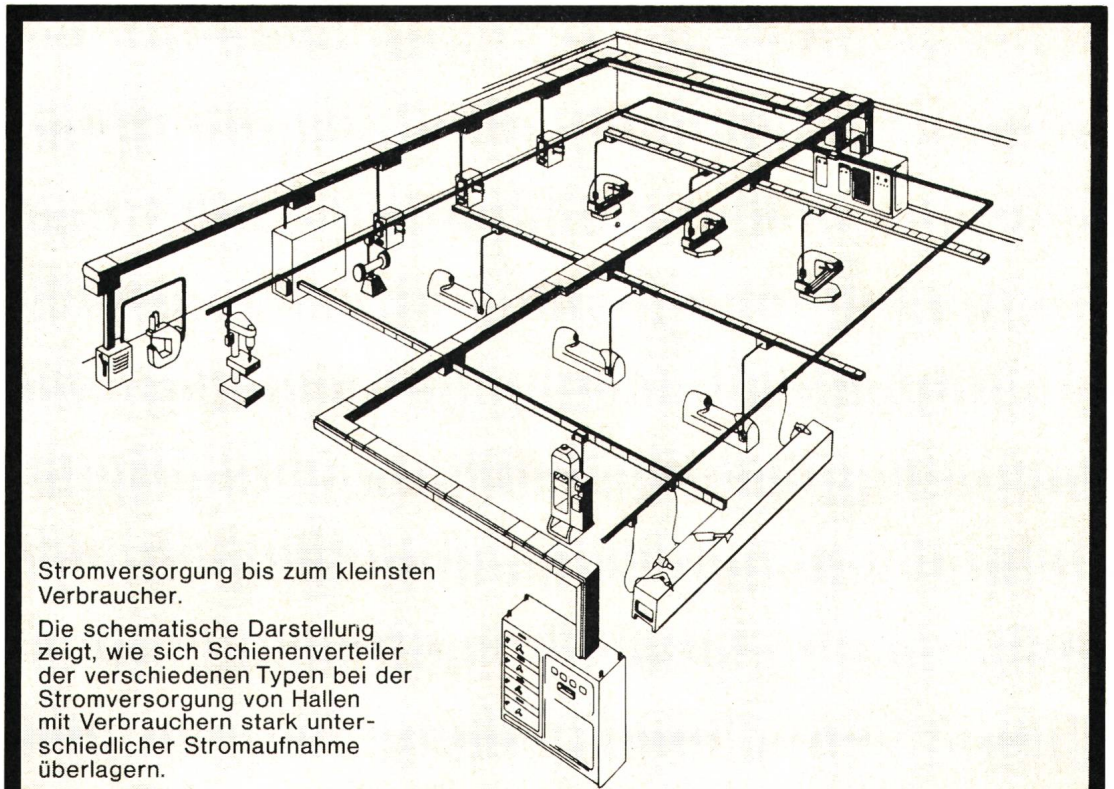 Stromversorgung bis zum kleinsten
Verbraucher.
Die schematische Darstellung
zeigt, wie sich Schienenverteiler
der verschiedenen Typen bei der
Stromversorgung von Hallen
mit Verbrauchern stark unter-
schiedlicher Stromaufnahme
überlagern.